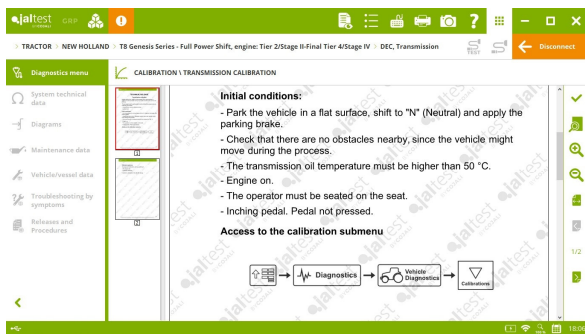 jaltest GRP
TEST
> TRACTOR > NEW HOLLAND > T8 Genesis Series - Full Power Shift, engine: Tier 2/Stage II-Final Tier 4/Stage IV > DEC, Transmission
Disconnect
Diagnostics menu
CALIBRATION \ TRANSMISSION CALIBRATION
System technical
data
Diagrams
Maintenance data
Vehicle/vessel data
Troubleshooting by
symptoms
Releases and
Procedures
1
2
Initial conditions:
- Park the vehicle in a flat surface, shift to "N" (Neutral) and apply the
parking brake.
- Check that there are no obstacles nearby, since the vehicle might
move during the process.
- The transmission oil temperature must be higher than 50 °C.
- Engine on.
- The operator must be seated on the seat.
- Inching pedal. Pedal not pressed.
Access to the calibration submenu
Diagnostics
Vehicle
Diagnostics
Calibrations
1/2
100 %